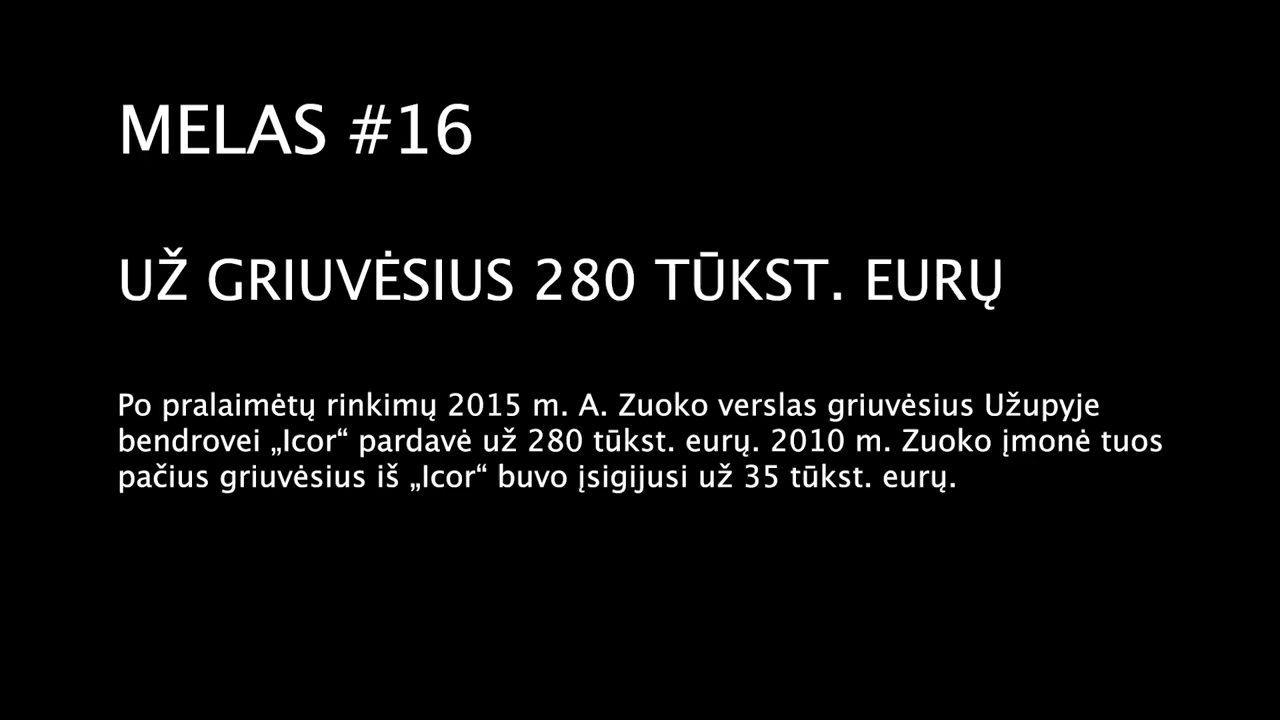 MELAS #16
UŽ GRIUVĖSIUS 280 TŪKST. EURŲ
Po pralaimėtų rinkimų 2015 m. A. Zuoko verslas griuvėsius Užupyje
bendrovei „Icor“ pardavė už 280 tūkst. eurų. 2010 m. Zuoko įmonė tuos
pačius griuvėsius iš „Icor“ buvo įsigijusi už 35 tūkst. eurų.